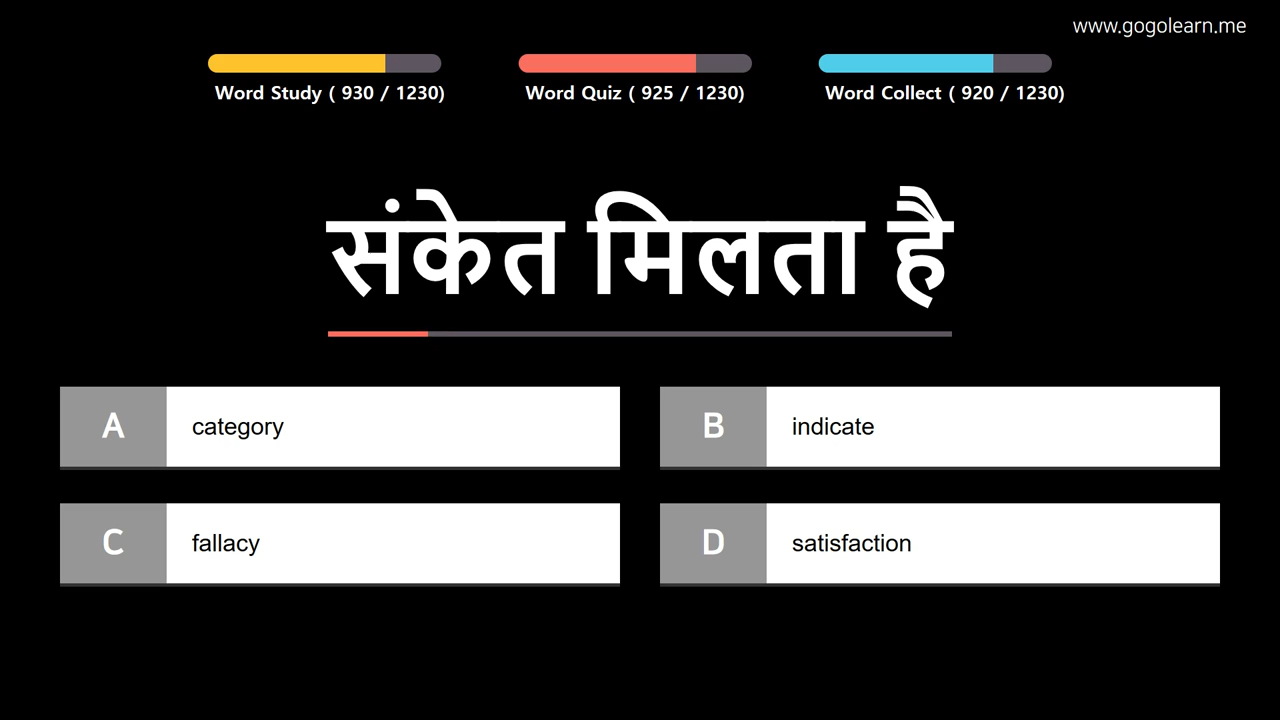 www.gogolearn.me
Word Study ( 930 / 1230)
Word Quiz ( 925 / 1230)
Word Collect ( 920 / 1230)
संकेत मिलता है
A category
B indicate
C fallacy
D satisfaction